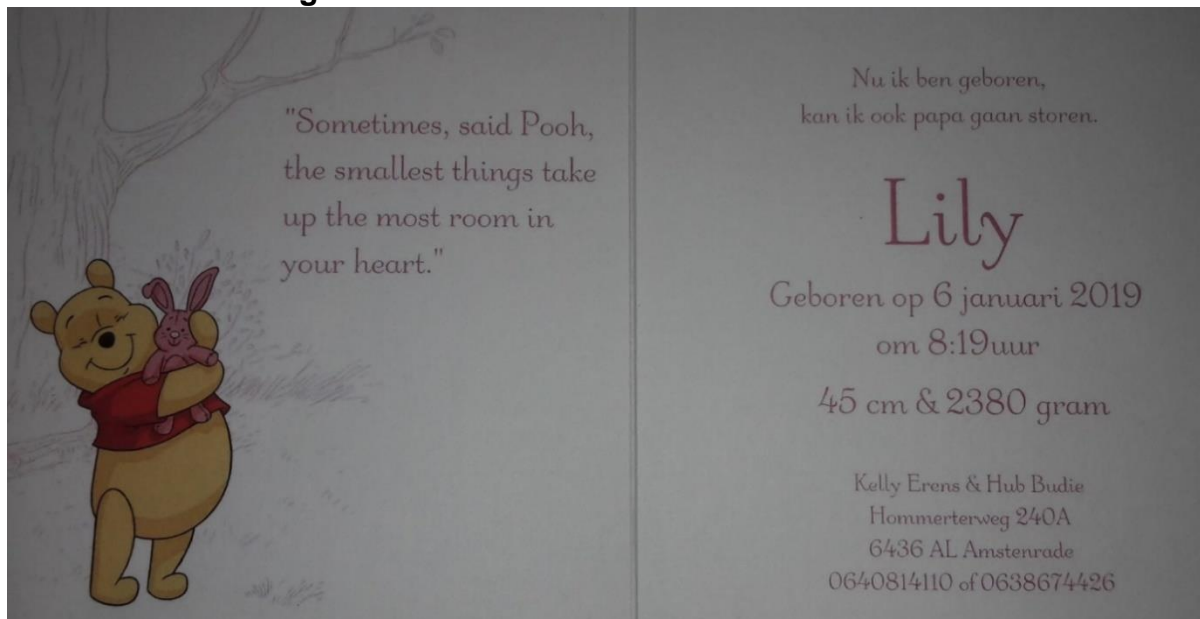 "Sometimes, said Pooh,
the smallest things take
up the most room in
your heart."
Nu ik ben geboren,
kan ik ook papa gaan storen.
Lily
Geboren op 6 januari 2019
om 8:19uur
45 cm & 2380 gram
Kelly Erens & Hub Budie
Hommerterweg 240A
6436 AL Amstenrade
0640814110 of 0638674426